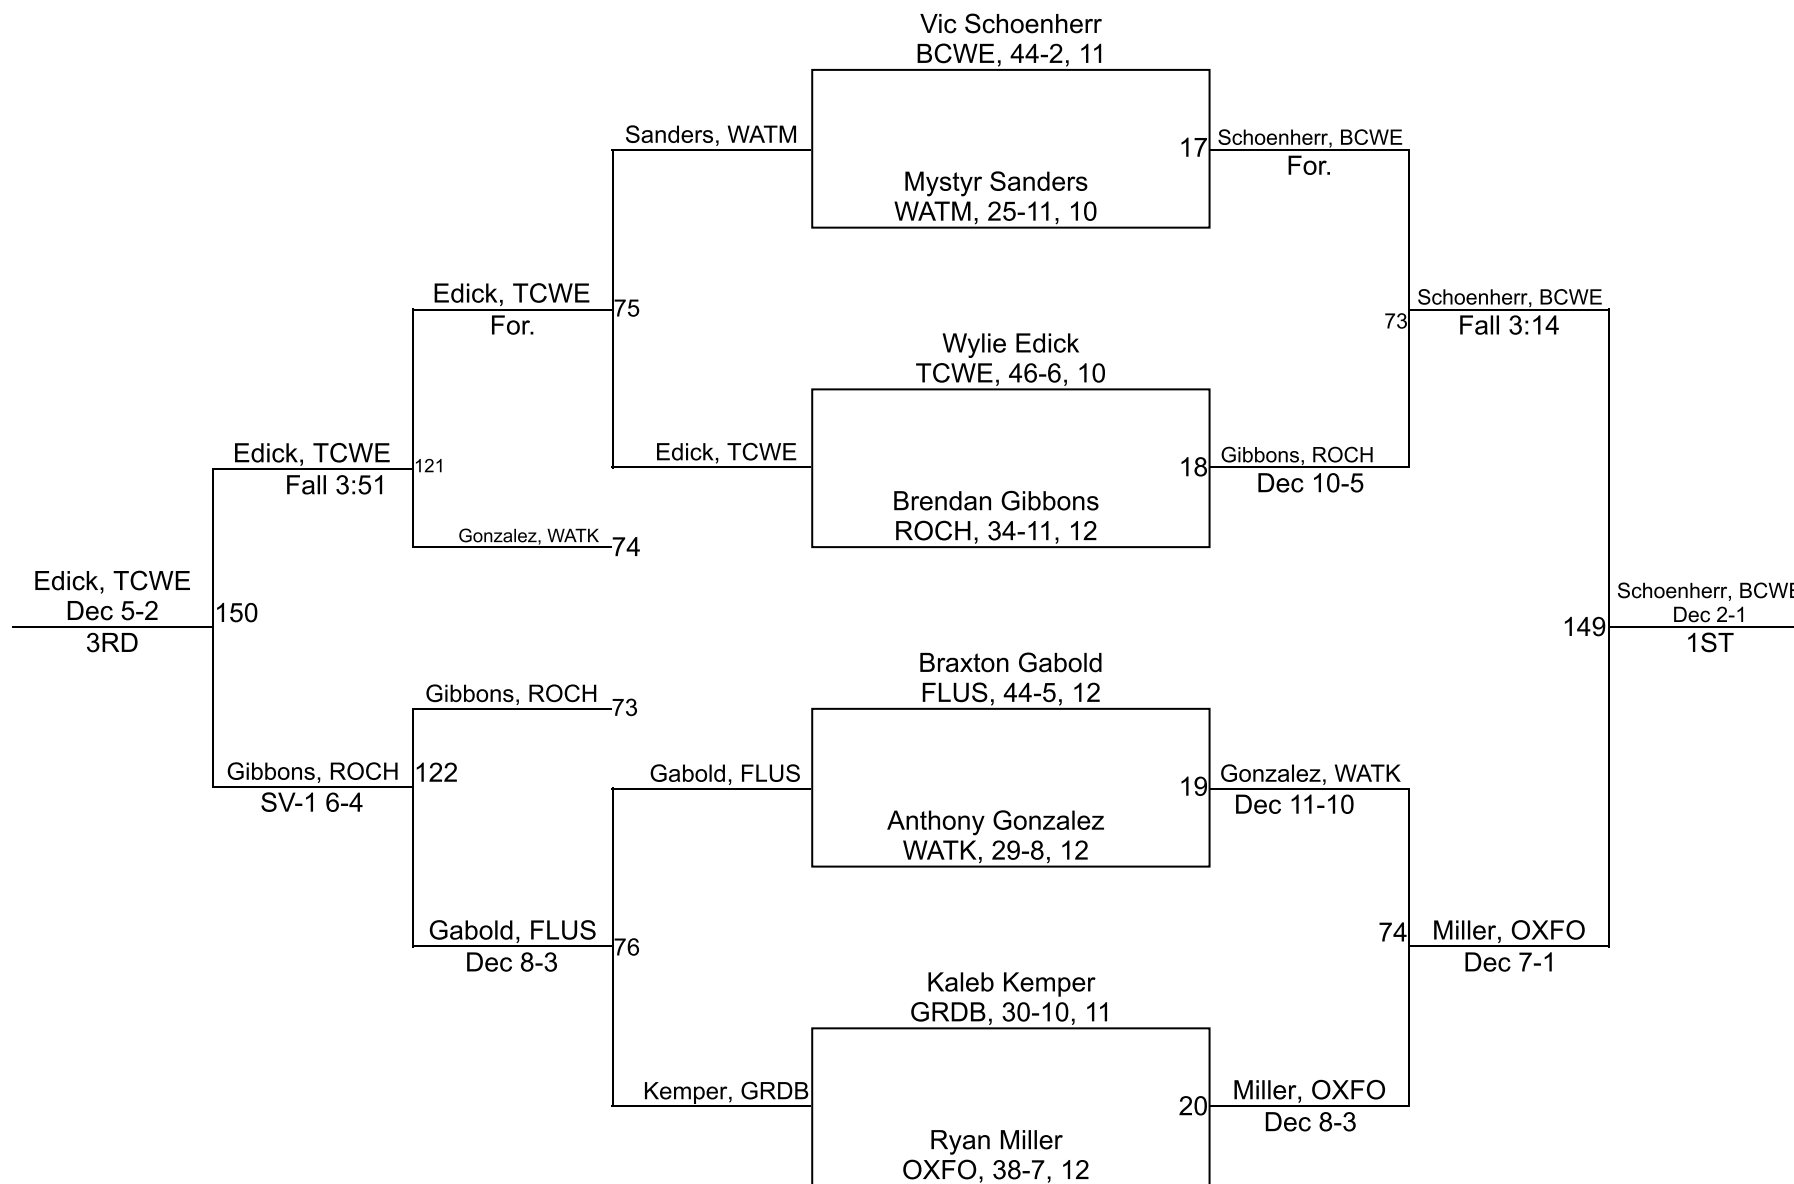 Vic Schoenherr
BCWE, 44-2, 11
Sanders, WATM
17
Schoenherr, BCWE
For.
Mystyr Sanders
WATM, 25-11, 10
Edick, TCWE
For.
75
Schoenherr, BCWE
Fall 3:14
73
Wylie Edick
TCWE, 46-6, 10
Edick, TCWE
Fall 3:51
121
Edick, TCWE
18
Gibbons, ROCH
Dec 10-5
Brendan Gibbons
ROCH, 34-11, 12
Gonzalez, WATK
74
Edick, TCWE
Dec 5-2
3RD
150
149
Schoenherr, BCWE
Dec 2-1
1ST
Braxton Gabold
FLUS, 44-5, 12
Gibbons, ROCH
73
Gibbons, ROCH
SV-1 6-4
122
Gabold, FLUS
19
Gonzalez, WATK
Dec 11-10
Anthony Gonzalez
WATK, 29-8, 12
Gabold, FLUS
Dec 8-3
76
74
Miller, OXFO
Dec 7-1
Kaleb Kemper
GRDB, 30-10, 11
Kemper, GRDB
20
Miller, OXFO
Dec 8-3
Ryan Miller
OXFO, 38-7, 12